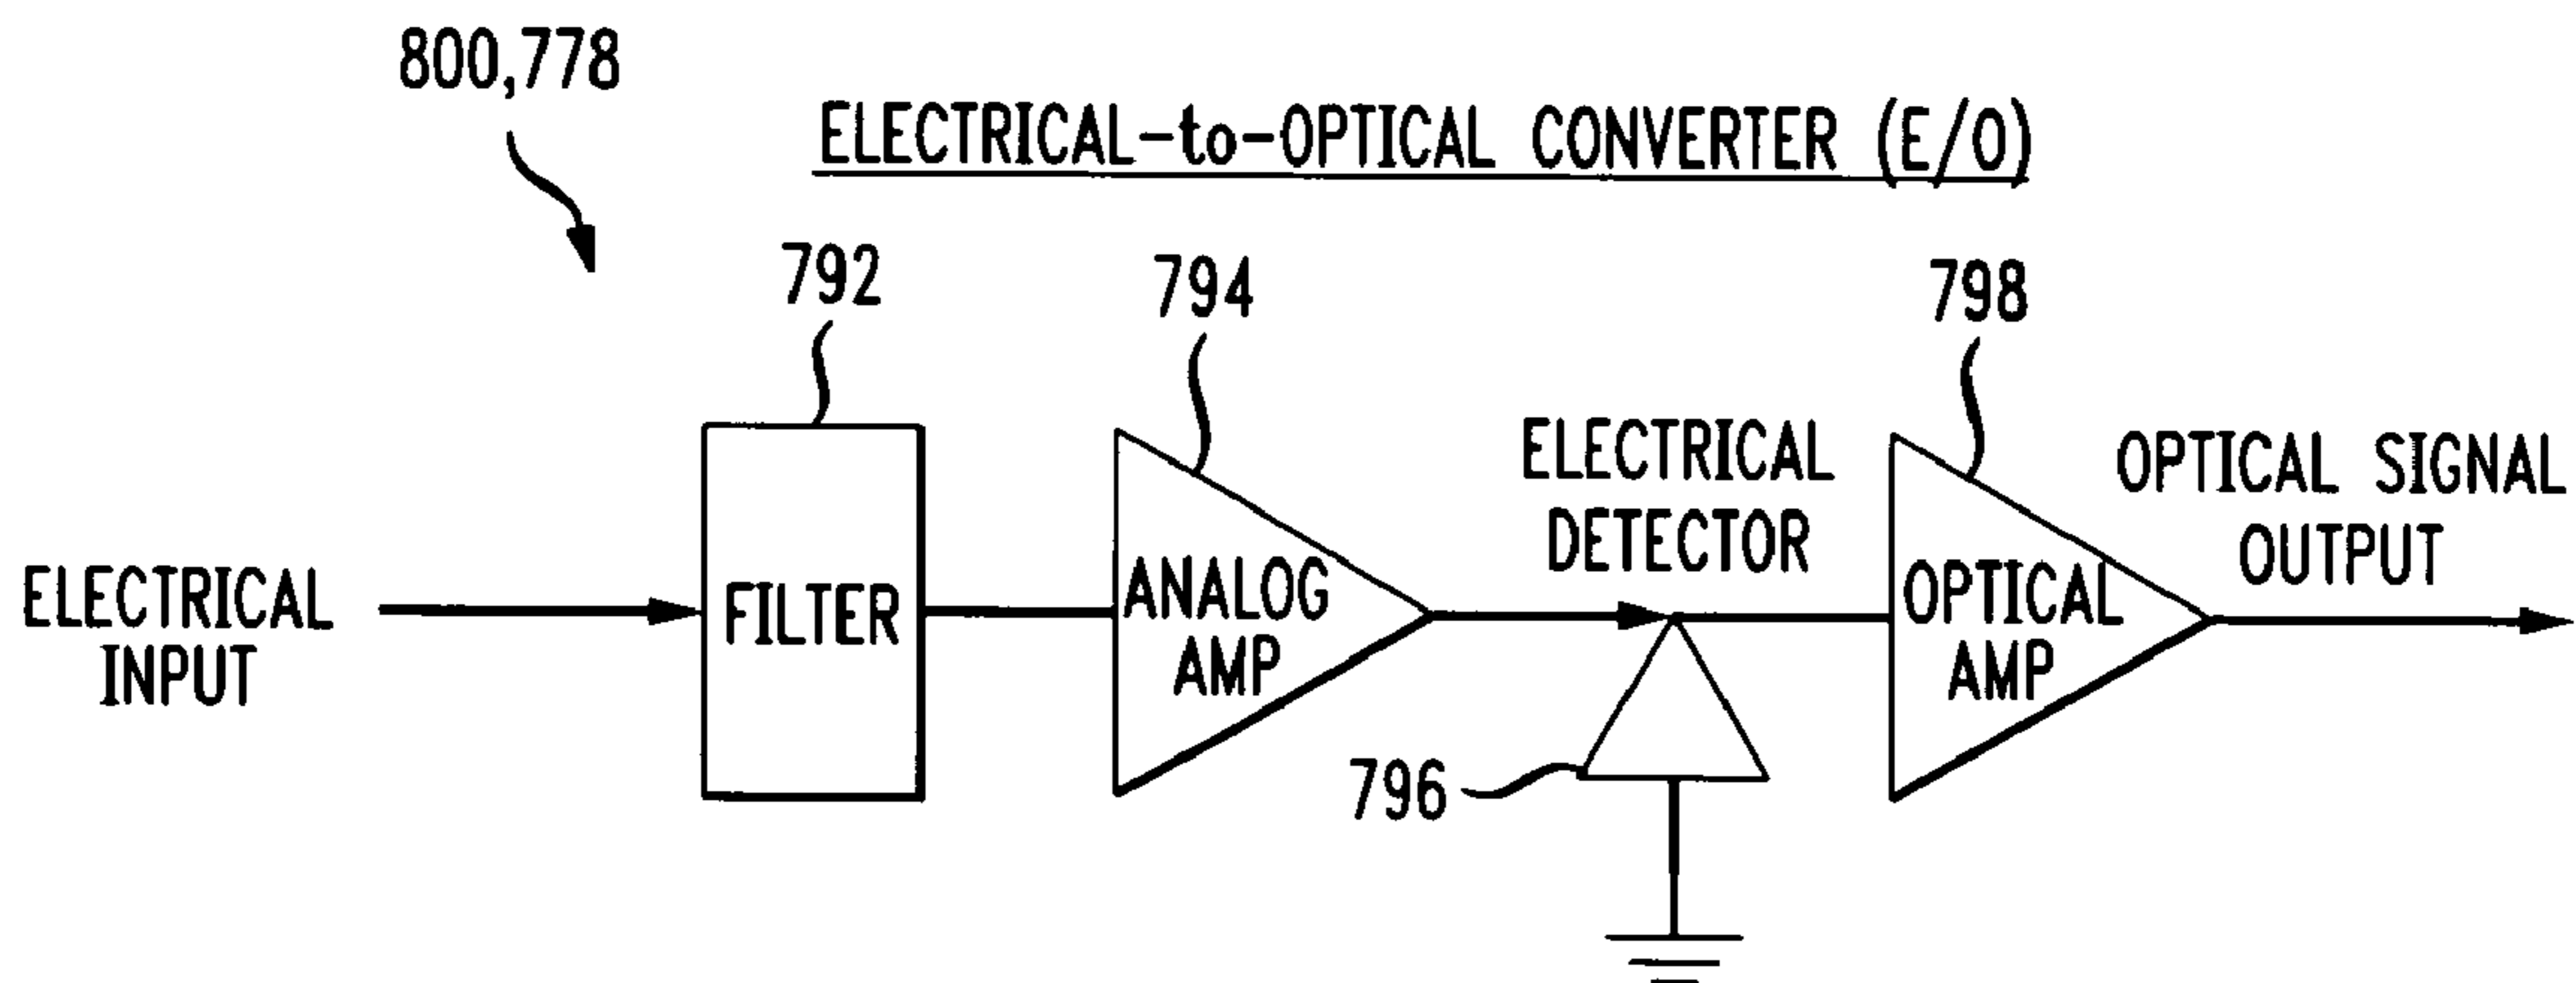 800,778
ELECTRICAL-to-OPTICAL CONVERTER (E/O)
792
794
798
ELECTRICAL
DETECTOR
OPTICAL SIGNAL
OUTPUT
ELECTRICAL
INPUT
FILTER
ANALOG
AMP
OPTICAL
AMP
796